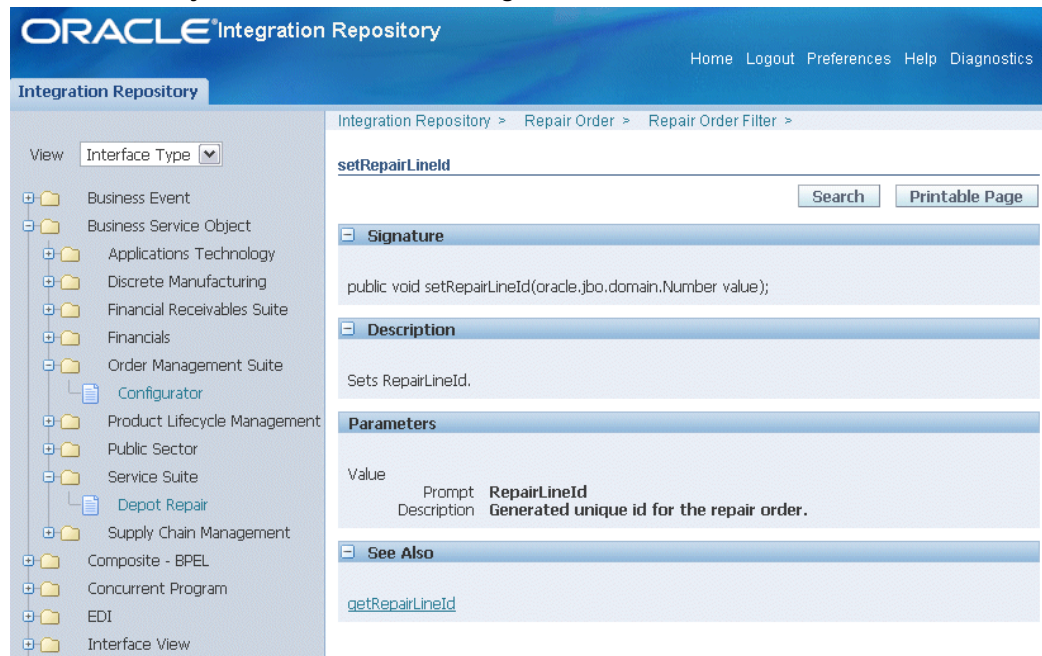 ORACLE Integration Repository
Home Logout Preferences Help Diagnostics
Integration Repository
Integration Repository > Repair Order > Repair Order Filter >
View Interface Type
Business Event
Business Service Object
Applications Technology
Discrete Manufacturing
Financial Receivables Suite
Financials
Order Management Suite
Configurator
Product Lifecycle Management
Public Sector
Service Suite
Depot Repair
Supply Chain Management
Composite - BPEL
Concurrent Program
EDI
Interface View
setRepairLineId
Search Printable Page
Signature
public void setRepairLineId(oracle.jbo.domain.Number value);
Description
Sets RepairLineId.
Parameters
Value
Prompt RepairLineId
Description Generated unique id for the repair order.
See Also
getRepairLineId